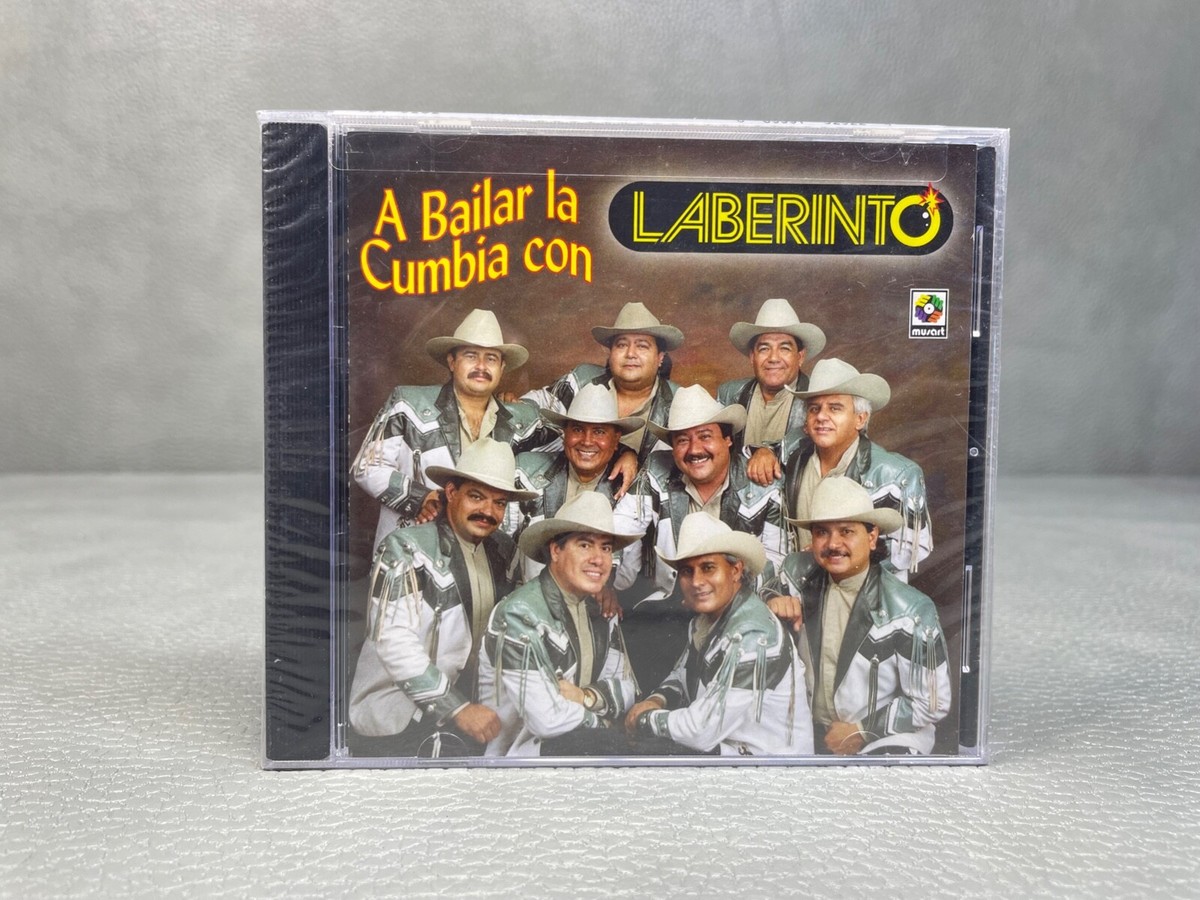 A Bailar la
Cumbia con
LABERINTO
musart